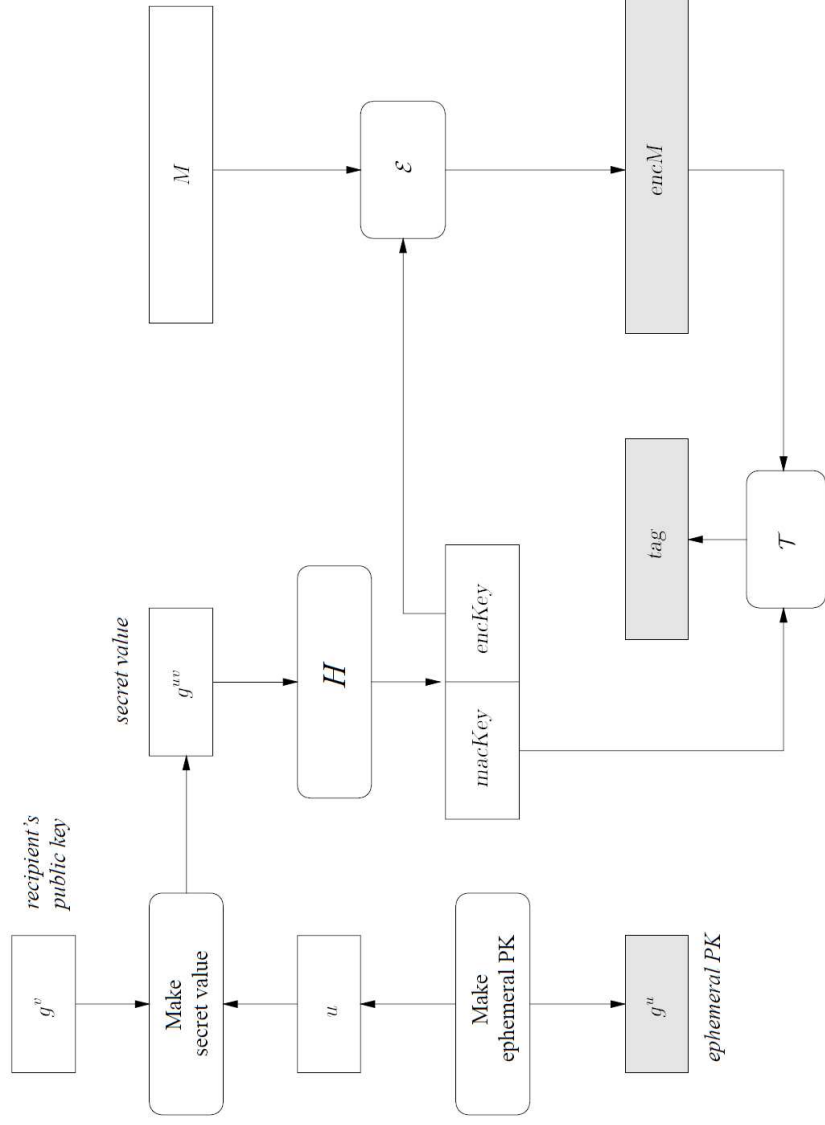 recipient's
public key
g^v
secret value
Make
secret value
g^{uv}
M
u
H
ℰ
Make
ephemeral PK
macKey
encKey
g^u
tag
encM
ephemeral PK
𝒯